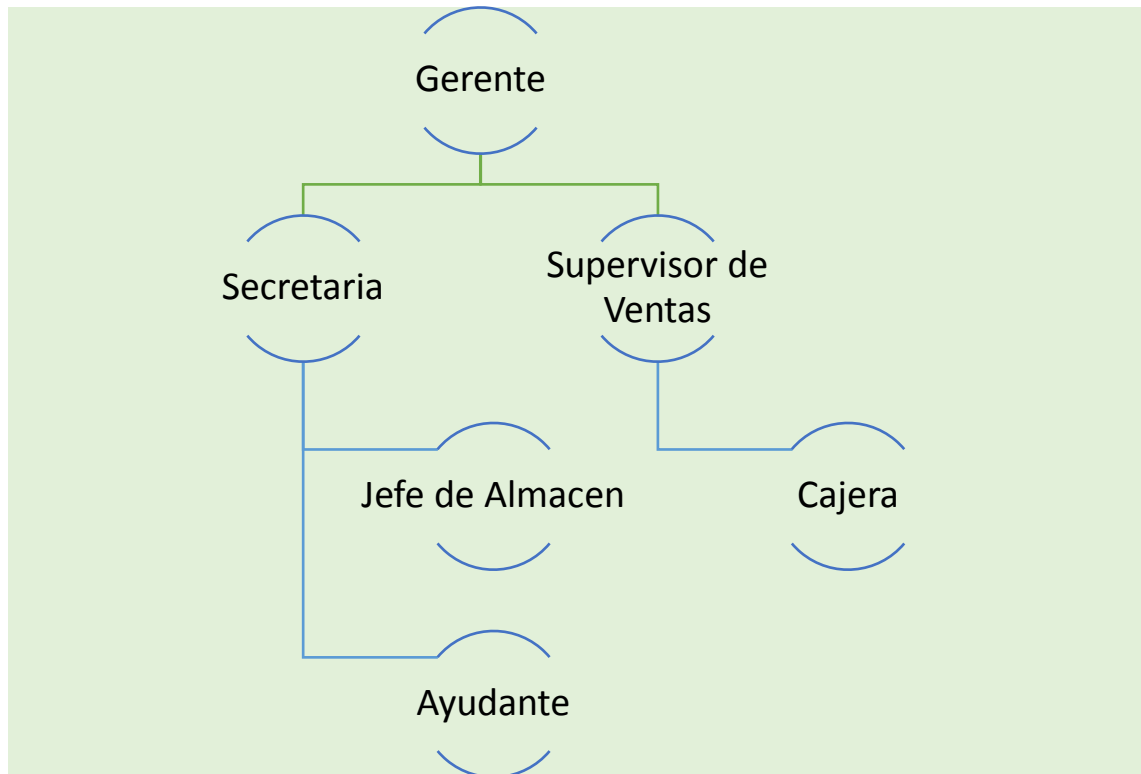 Gerente
Secretaria
Supervisor de
Ventas
Jefe de Almacen
Cajera
Ayudante